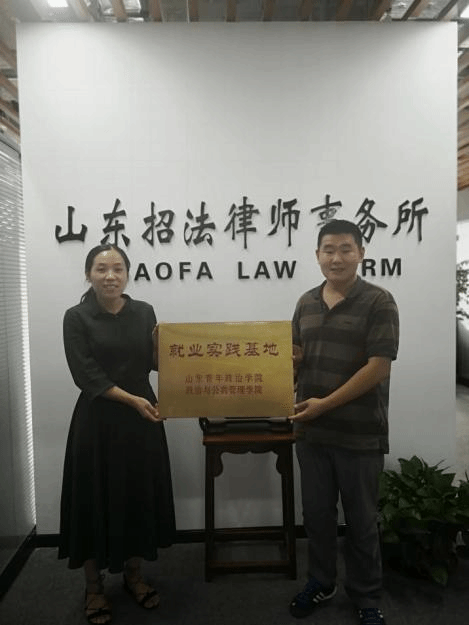 山东招法律师事务所
AOFA LAW RM
就业实践基地
山东青年政治学院
政治与公共管理学院